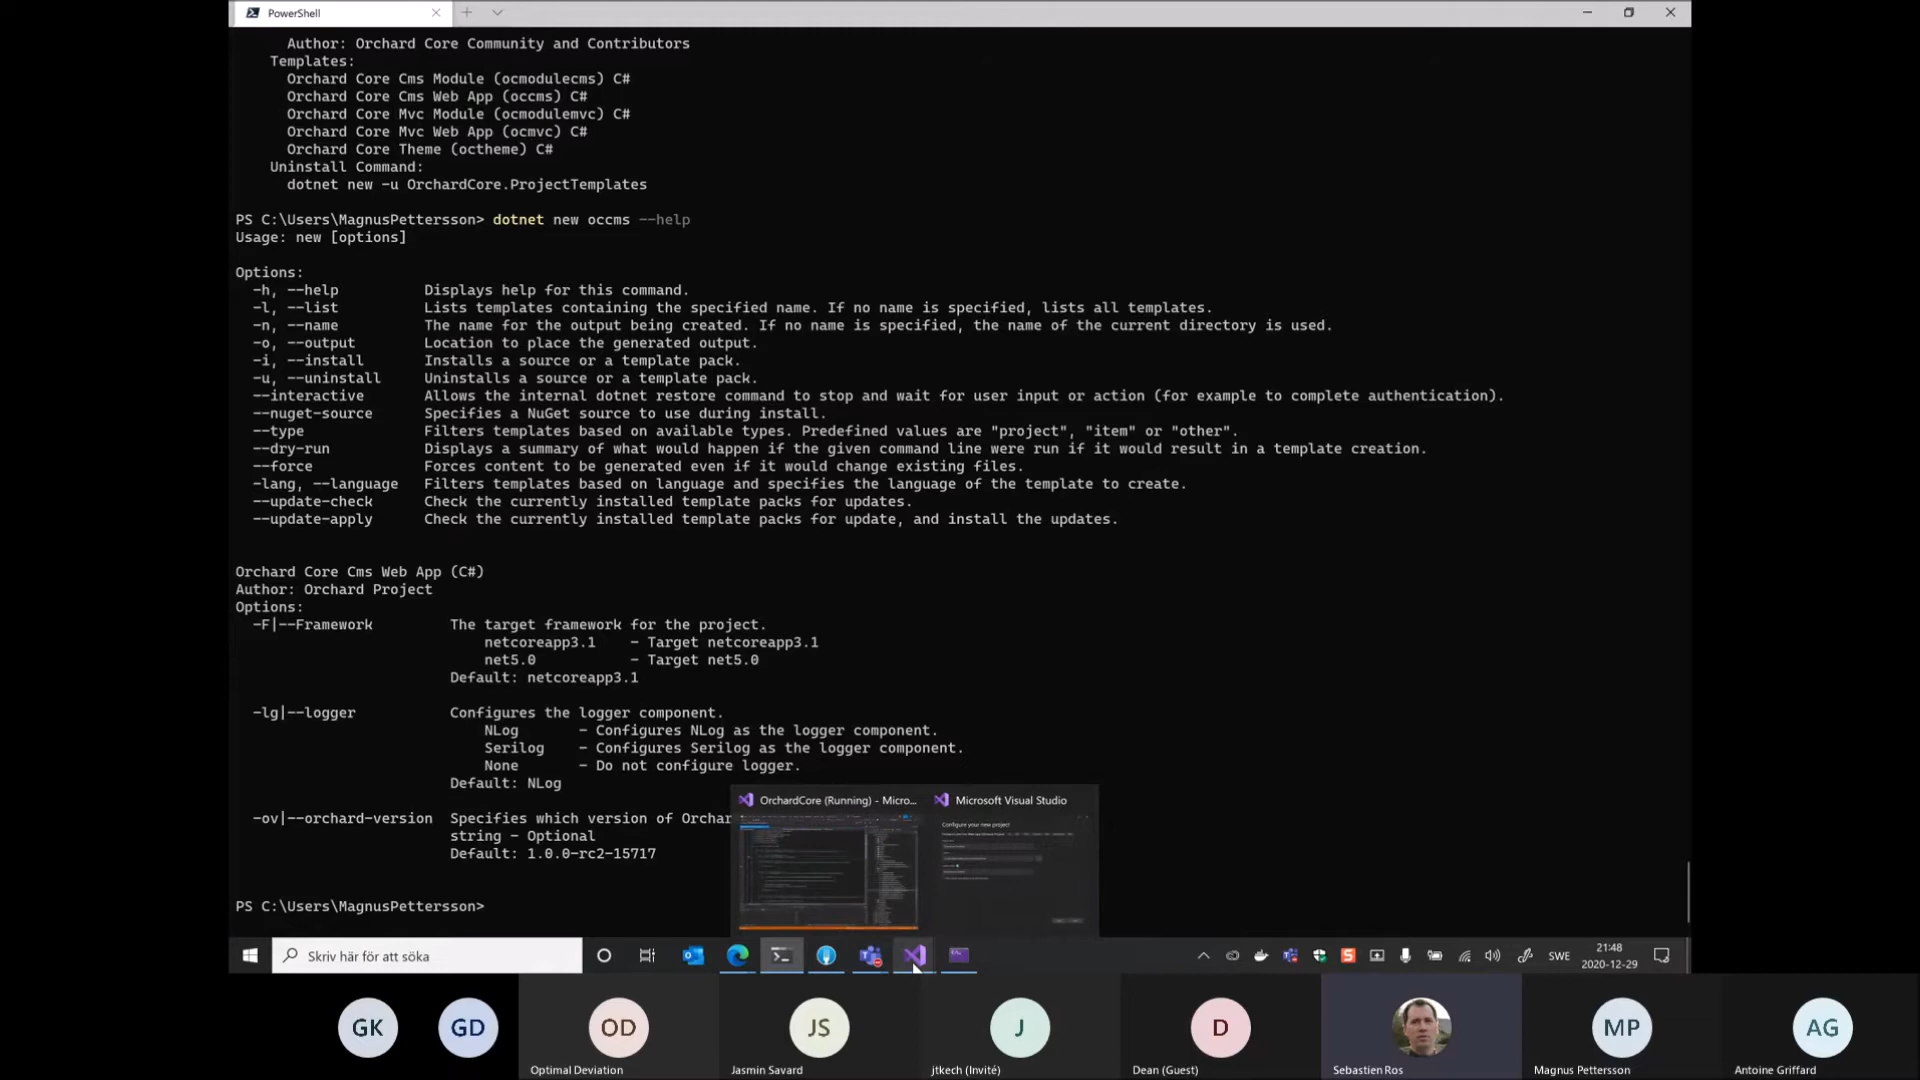 PowerShell
Author: Orchard Core Community and Contributors
Templates:
Orchard Core Cms Module (ocmodulecms) C#
Orchard Core Cms Web App (occms) C#
Orchard Core Mvc Module (ocmodulemvc) C#
Orchard Core Mvc Web App (ocmvc) C#
Orchard Core Theme (octheme) C#
Uninstall Command:
dotnet new -u OrchardCore.ProjectTemplates
PS C:\Users\MagnusPettersson> dotnet new occms --help
Usage: new [options]
Options:
-h, --help Displays help for this command.
-l, --list Lists templates containing the specified name. If no name is specified, lists all templates.
-n, --name The name for the output being created. If no name is specified, the name of the current directory is used.
-o, --output Location to place the generated output.
-i, --install Installs a source or a template pack.
-u, --uninstall Uninstalls a source or a template pack.
--interactive Allows the internal dotnet restore command to stop and wait for user input or action (for example to complete authentication).
--nuget-source Specifies a NuGet source to use during install.
--type Filters templates based on available types. Predefined values are "project", "item" or "other".
--dry-run Displays a summary of what would happen if the given command line were run if it would result in a template creation.
--force Forces content to be generated even if it would change existing files.
-lang, --language Filters templates based on language and specifies the language of the template to create.
--update-check Check the currently installed template packs for updates.
--update-apply Check the currently installed template packs for update, and install the updates.
Orchard Core Cms Web App (C#)
Author: Orchard Project
Options:
-F|--Framework The target framework for the project.
netcoreapp3.1 - Target netcoreapp3.1
net5.0 - Target net5.0
Default: netcoreapp3.1
-lg|--logger Configures the logger component.
NLog - Configures NLog as the logger component.
Serilog - Configures Serilog as the logger component.
None - Do not configure logger.
Default: NLog
-ov|--orchard-version Specifies which version of Orchar
string - Optional
Default: 1.0.0-rc2-15717
PS C:\Users\MagnusPettersson>
OrchardCore (Running) - Micro...
Microsoft Visual Studio
Configure your new project
Skriv här för att söka
SWE
21:48
2020-12-29
GK
GD
OD
JS
J
D
MP
AG
Optimal Deviation
Jasmin Savard
jtkech (Invité)
Dean (Guest)
Sebastien Ros
Magnus Pettersson
Antoine Griffard